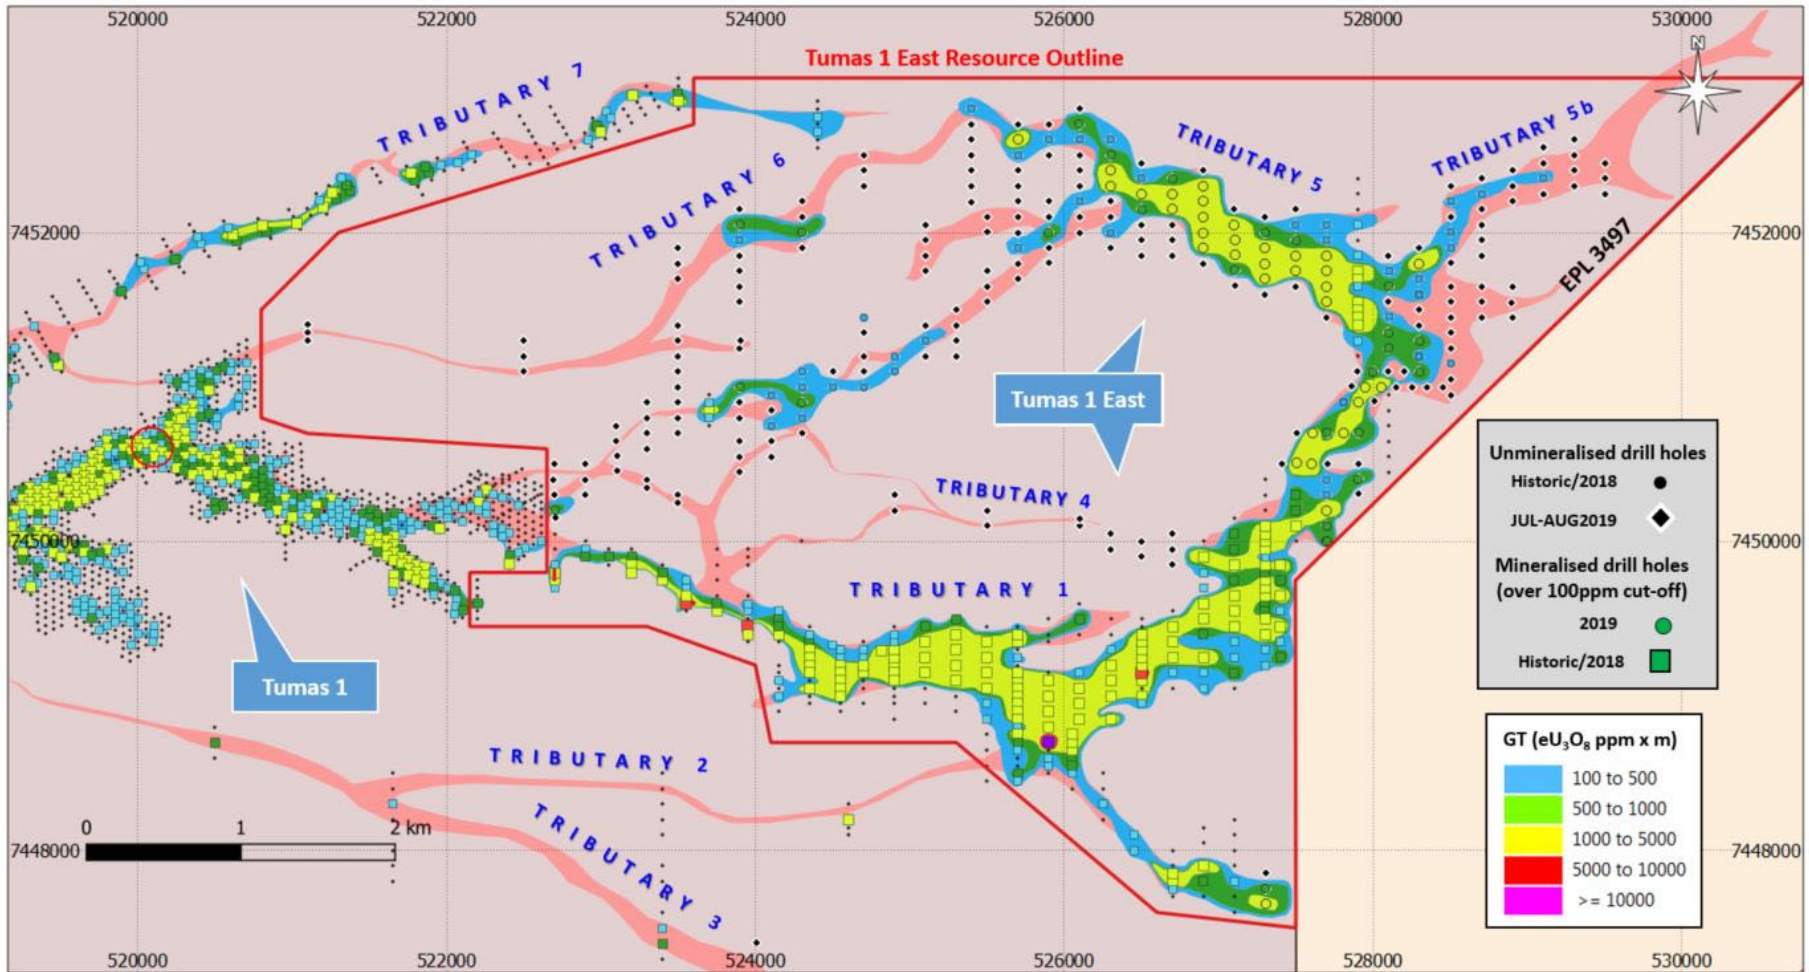 520000 522000 524000 526000 528000 530000
Tumas 1 East Resource Outline
N
TRIBUTARY 7
TRIBUTARY 6
TRIBUTARY 5
TRIBUTARY 5b
7452000 7452000
EPL 3497
Tumas 1 East
TRIBUTARY 4
7450000 7450000
TRIBUTARY 1
Tumas 1
TRIBUTARY 2
TRIBUTARY 3
0 1 2 km
7448000 7448000
Unmineralised drill holes
Historic/2018
JUL-AUG2019
Mineralised drill holes
(over 100ppm cut-off)
2019
Historic/2018
GT (eU₃O₈ ppm x m)
100 to 500
500 to 1000
1000 to 5000
5000 to 10000
>= 10000
520000 522000 524000 526000 528000 530000